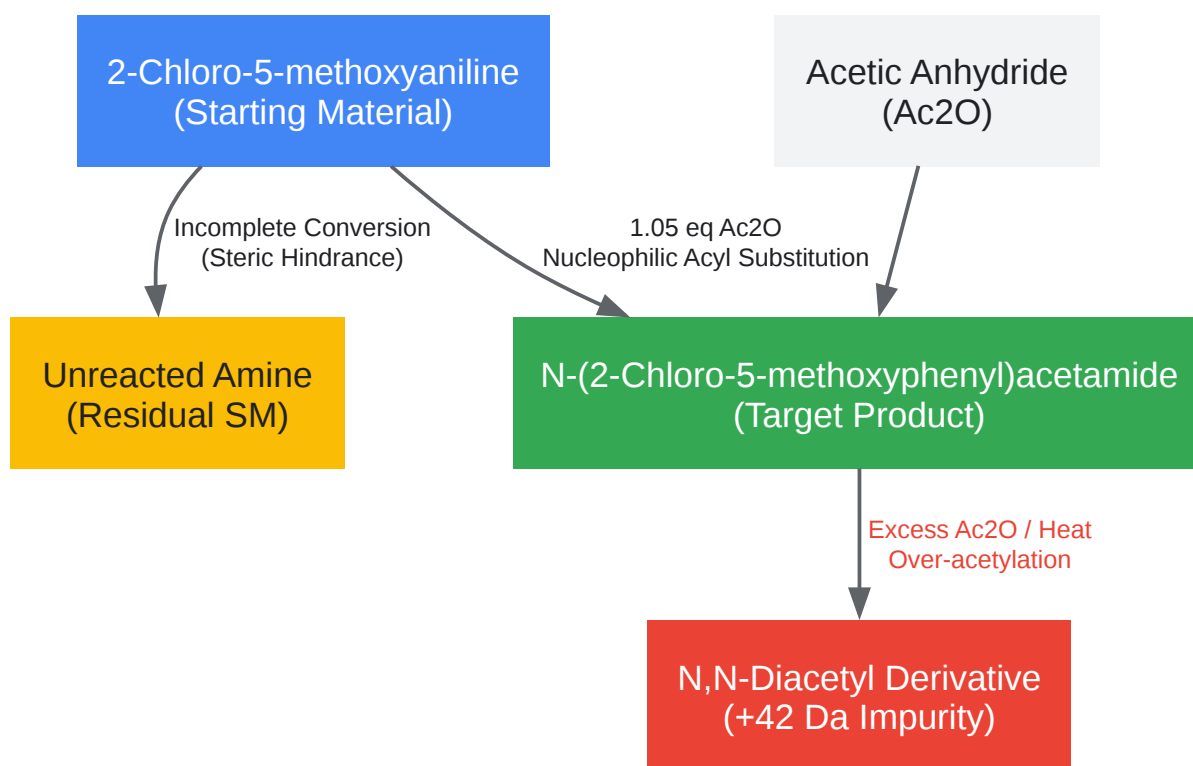 2-Chloro-5-methoxyaniline
(Starting Material)
Acetic Anhydride
(Ac2O)
Incomplete Conversion
(Steric Hindrance)
1.05 eq Ac2O
Nucleophilic Acyl Substitution
Unreacted Amine
(Residual SM)
N-(2-Chloro-5-methoxyphenyl)acetamide
(Target Product)
Excess Ac2O / Heat
Over-acetylation
N,N-Diacetyl Derivative
(+42 Da Impurity)